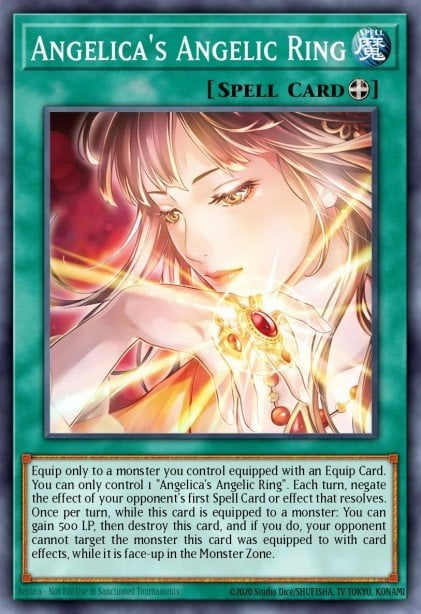 Angelica's Angelic Ring
SPELL
魔
[Spell Card]
Equip only to a monster you control equipped with an Equip Card.
You can only control 1 "Angelica's Angelic Ring". Each turn, negate
the effect of your opponent's first Spell Card or effect that resolves.
Once per turn, while this card is equipped to a monster: You can
gain 500 LP, then destroy this card, and if you do, your opponent
cannot target the monster this card was equipped to with card
effects, while it is face-up in the Monster Zone.
Replica - Not For Use in Sanctioned Tournaments
©2020 Studio Dice/SHUEISHA, TV TOKYO, KONAMI